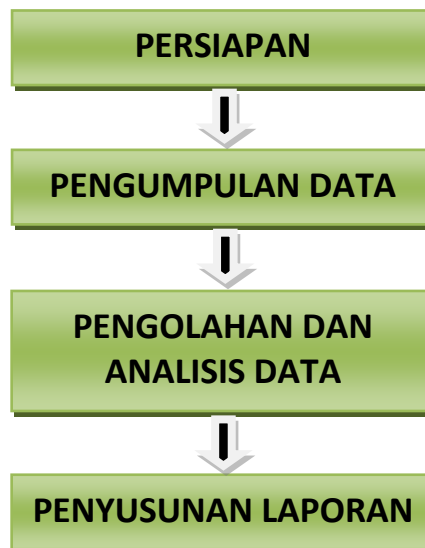 PERSIAPAN
PENGUMPULAN DATA
PENGOLAHAN DAN
ANALISIS DATA
PENYUSUNAN LAPORAN